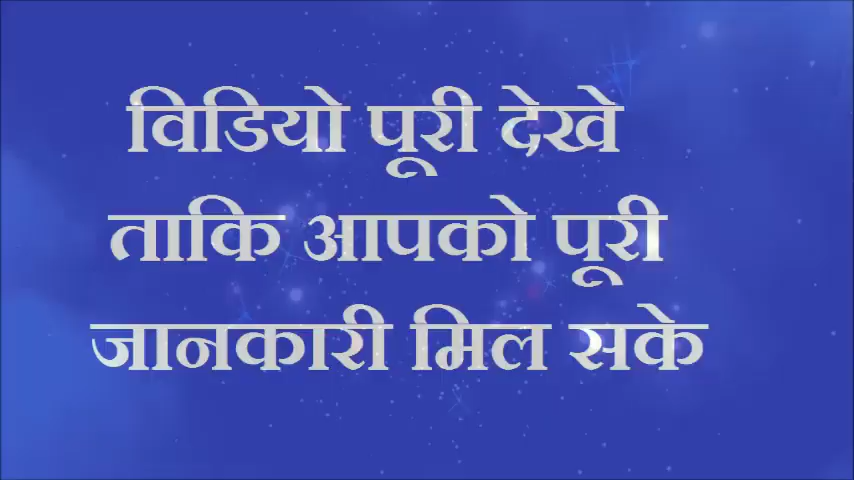 विडियो पूरी देखे
ताकि आपको पूरी
जानकारी मिल सके